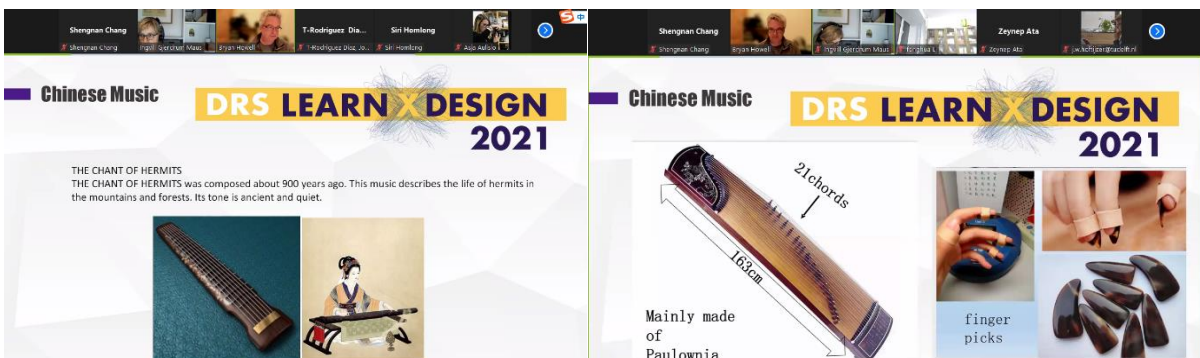 Shengnan Chang
T-Rodriguez Dia...
Siri Homlong
中
Shengnan Chang
Ingvill Gjerdrum Maus
Bryan Howell
T-Rodriguez Diaz, Jo...
Siri Homlong
Asja Aulisio
Chinese Music
DRS LEARN X DESIGN
2021
THE CHANT OF HERMITS
THE CHANT OF HERMITS was composed about 900 years ago. This music describes the life of hermits in
the mountains and forests. Its tone is ancient and quiet.
Shengnan Chang
Zeynep Ata
Shengnan Chang
Bryan Howell
Ingvill Gjerdrum Maus
Zeynep Ata
Chinese Music
DRS LEARN X DESIGN
2021
21chords
163cm
Mainly made
of
Paulownia
finger
picks